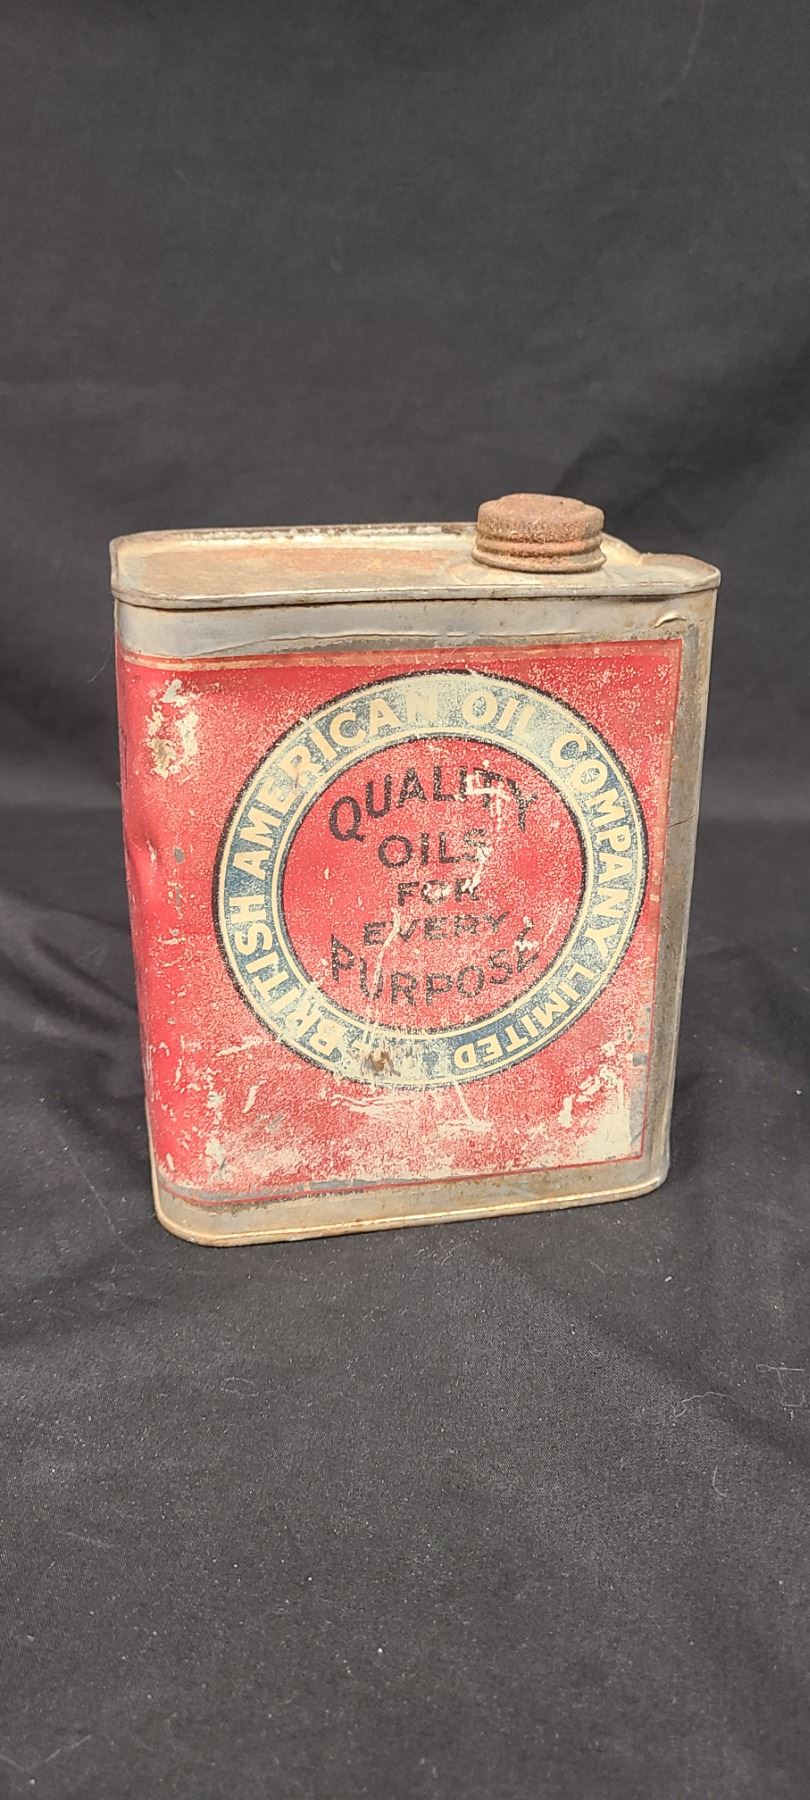 BRITISH AMERICAN OIL COMPANY LIMITED
QUALITY
OILS
FOR
EVERY
PURPOSE